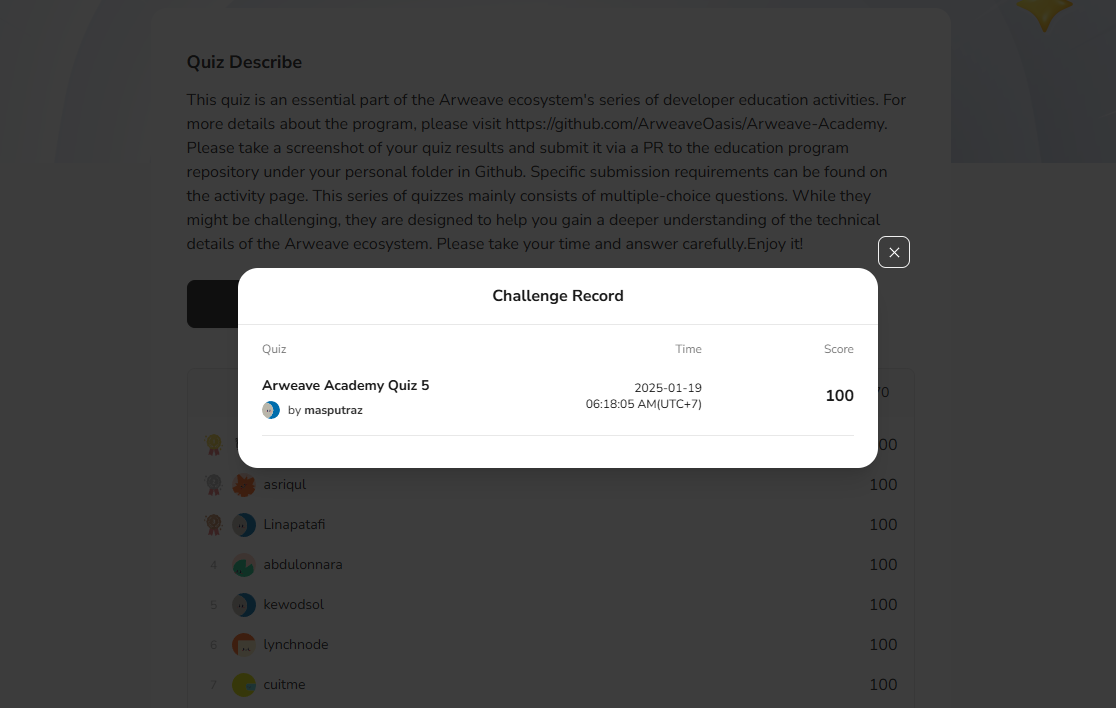 Quiz Describe
This quiz is an essential part of the Arweave ecosystem's series of developer education activities. For
more details about the program, please visit https://github.com/ArweaveOasis/Arweave-Academy.
Please take a screenshot of your quiz results and submit it via a PR to the education program
repository under your personal folder in Github. Specific submission requirements can be found on
the activity page. This series of quizzes mainly consists of multiple-choice questions. While they
might be challenging, they are designed to help you gain a deeper understanding of the technical
details of the Arweave ecosystem. Please take your time and answer carefully.Enjoy it!
Challenge Record
Quiz Time Score
Arweave Academy Quiz 5
by masputraz
2025-01-19
06:18:05 AM(UTC+7)
100
asriqul 100
Linapatafi 100
4 abdulonnara 100
5 kewodsol 100
6 lynchnode 100
7 cuitme 100